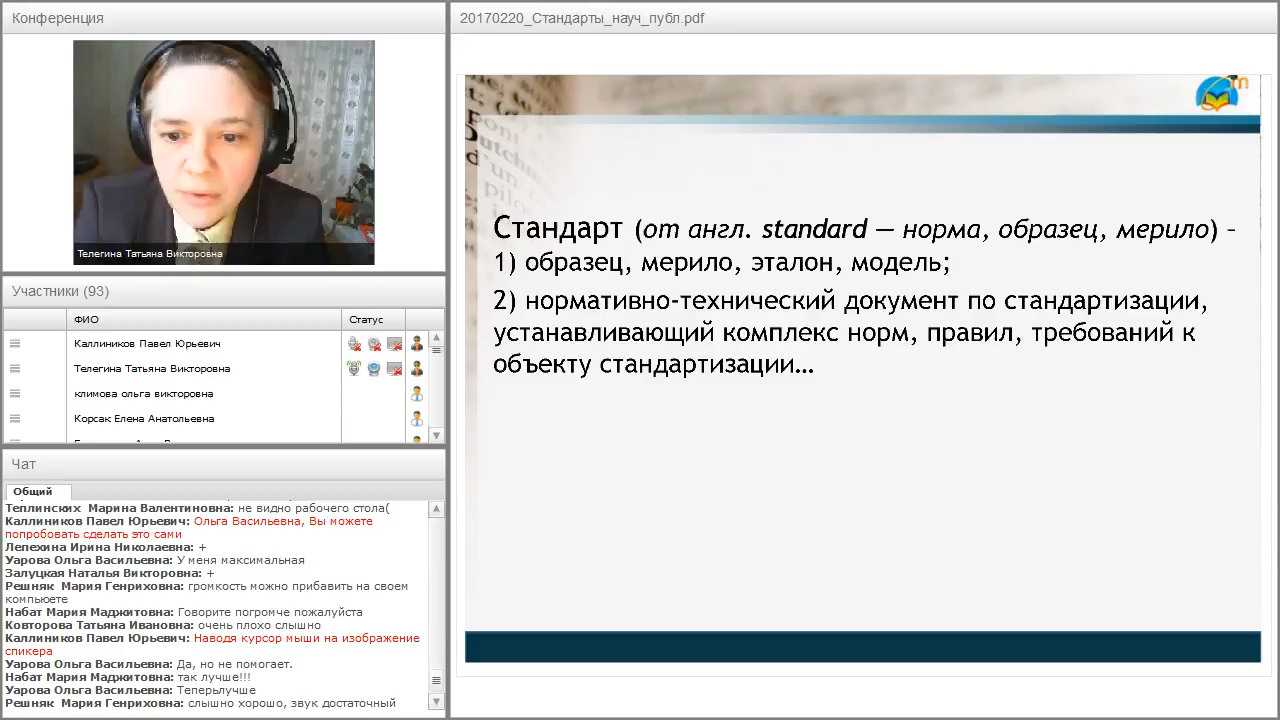 Конференция
Телегина Татьяна Викторовна
Участники (93)
ФИО
Статус
Каллиников Павел Юрьевич
Телегина Татьяна Викторовна
климова ольга викторовна
Корсак Елена Анатольевна
Чат
Общий
Теплинских Марина Валентиновна: не видно рабочего стола(
Каллиников Павел Юрьевич: Ольга Васильевна, Вы можете
попробовать сделать это сами
Лепехина Ирина Николаевна: +
Уарова Ольга Васильевна: У меня максимальная
Залуцкая Наталья Викторовна: +
Решняк Мария Генриховна: громкость можно прибавить на своем
компьюете
Набат Мария Маджитовна: Говорите погромче пожалуйста
Ковторова Татьяна Ивановна: очень плохо слышно
Каллиников Павел Юрьевич: Наводя курсор мыши на изображение
спикера
Уарова Ольга Васильевна: Да, но не помогает.
Набат Мария Маджитовна: так лучше!!!
Уарова Ольга Васильевна: Теперьлучше
Решняк Мария Генриховна: слышно хорошо, звук достаточный
20170220_Стандарты_науч_публ.pdf
Стандарт (от англ. standard — норма, образец, мерило) –
1) образец, мерило, эталон, модель;
2) нормативно-технический документ по стандартизации,
устанавливающий комплекс норм, правил, требований к
объекту стандартизации…